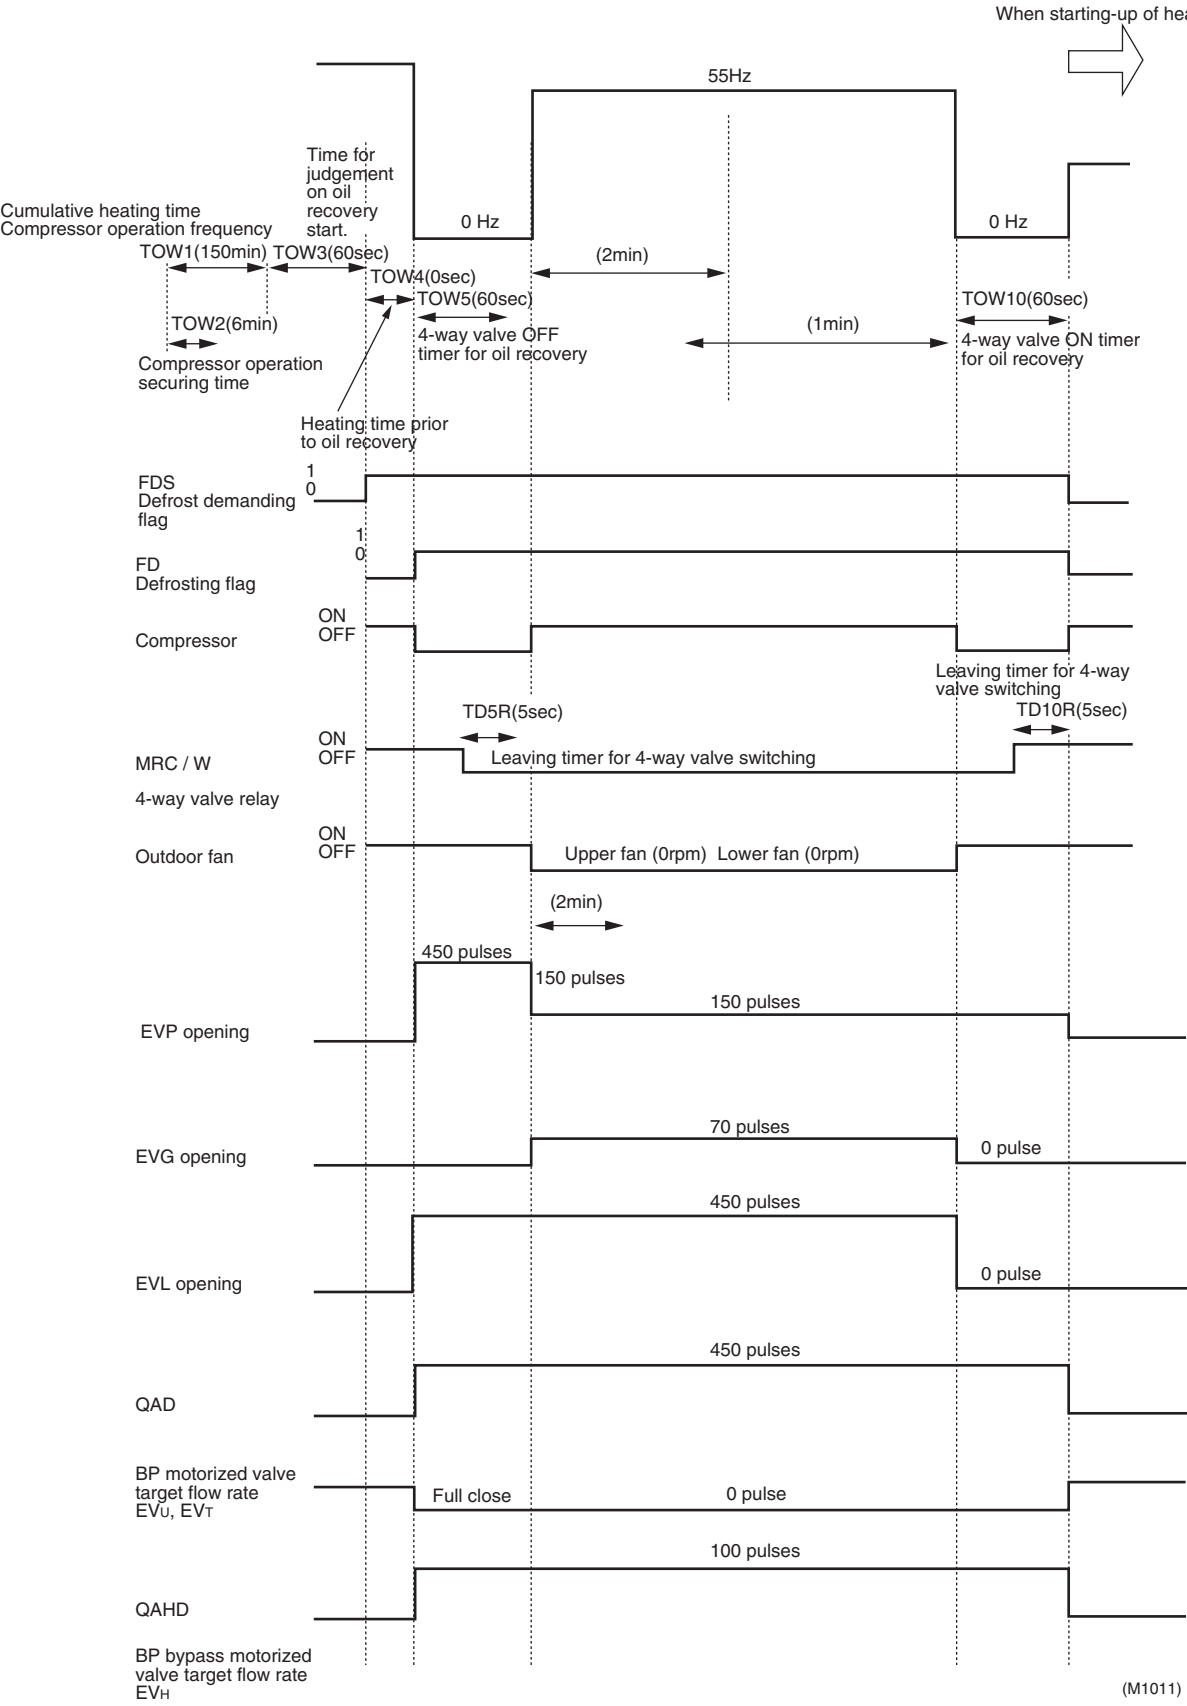 When starting-up of hea
55Hz
Time for
judgement
on oil
recovery
start.
Cumulative heating time
Compressor operation frequency
0 Hz
0 Hz
TOW1(150min)
TOW3(60sec)
(2min)
TOW4(0sec)
TOW5(60sec)
TOW10(60sec)
TOW2(6min)
(1min)
4-way valve OFF
timer for oil recovery
4-way valve ON timer
for oil recovery
Compressor operation
securing time
Heating time prior
to oil recovery
1
0
FDS
Defrost demanding
flag
1
0
FD
Defrosting flag
ON
OFF
Compressor
Leaving timer for 4-way
valve switching
TD5R(5sec)
TD10R(5sec)
ON
OFF
Leaving timer for 4-way valve switching
MRC / W
4-way valve relay
ON
OFF
Outdoor fan
Upper fan (0rpm) Lower fan (0rpm)
(2min)
450 pulses
150 pulses
150 pulses
EVP opening
70 pulses
0 pulse
EVG opening
450 pulses
0 pulse
EVL opening
450 pulses
QAD
BP motorized valve
target flow rate
EVU, EVT
Full close
0 pulse
100 pulses
QAHD
BP bypass motorized
valve target flow rate
EVH
(M1011)